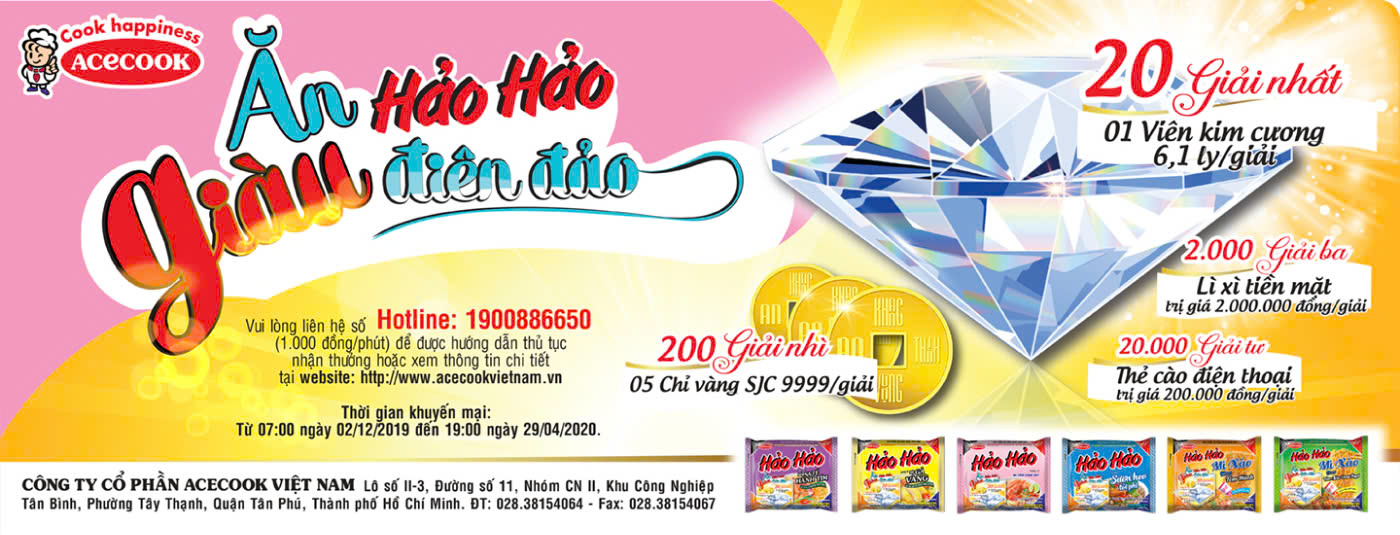 Cook happiness
ACECOOK
Ăn Hảo Hảo
giàu điên đảo
20 Giải nhất
01 Viên kim cương
6,1 ly/giải
2.000 Giải ba
Lì xì tiền mặt
trị giá 2.000.000 đồng/giải
200 Giải nhì
05 Chỉ vàng SJC 9999/giải
20.000 Giải tư
Thẻ cào điện thoại
trị giá 200.000 đồng/giải
Vui lòng liên hệ số Hotline: 1900886650
(1.000 đồng/phút) để được hướng dẫn thủ tục
nhận thưởng hoặc xem thông tin chi tiết
tại website: http://www.acecookvietnam.vn
Thời gian khuyến mại:
Từ 07:00 ngày 02/12/2019 đến 19:00 ngày 29/04/2020.
CÔNG TY CỔ PHẦN ACECOOK VIỆT NAM Lô số II-3, Đường số 11, Nhóm CN II, Khu Công Nghiệp
Tân Bình, Phường Tây Thạnh, Quận Tân Phú, Thành phố Hồ Chí Minh. ĐT: 028.38154064 - Fax: 028.38154067
Hảo Hảo
Hảo Hảo
VÀNG
Hảo Hảo
Hảo Hảo
Sườn heo
Hảo Hảo
Mì Xào
Hảo Hảo
Mì Xào